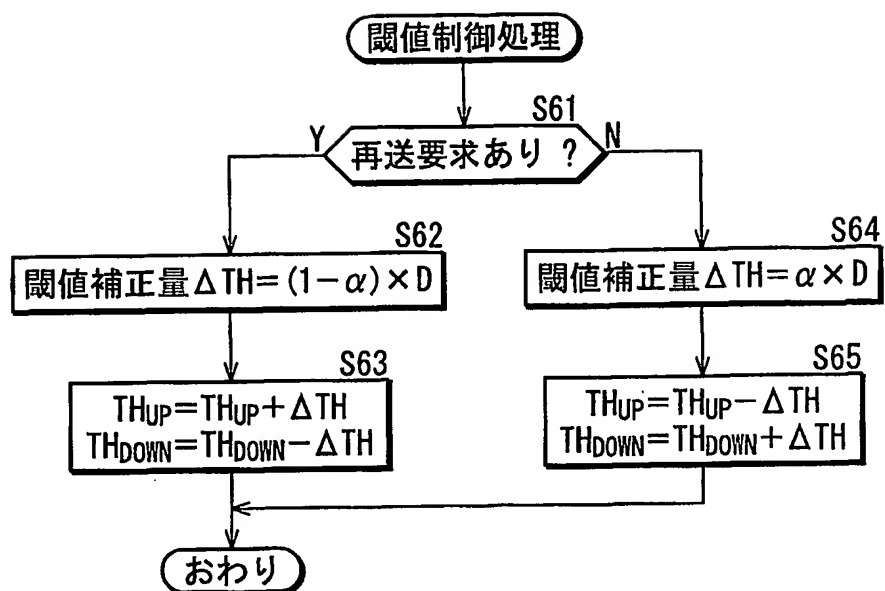 閾値制御処理
S61
Y
再送要求あり ?
N
S62
閾値補正量ΔTH=(1-α)×D
S63
THUP=THUP+ΔTH
THDOWN=THDOWN-ΔTH
S64
閾値補正量ΔTH=α×D
S65
THUP=THUP-ΔTH
THDOWN=THDOWN+ΔTH
おわり